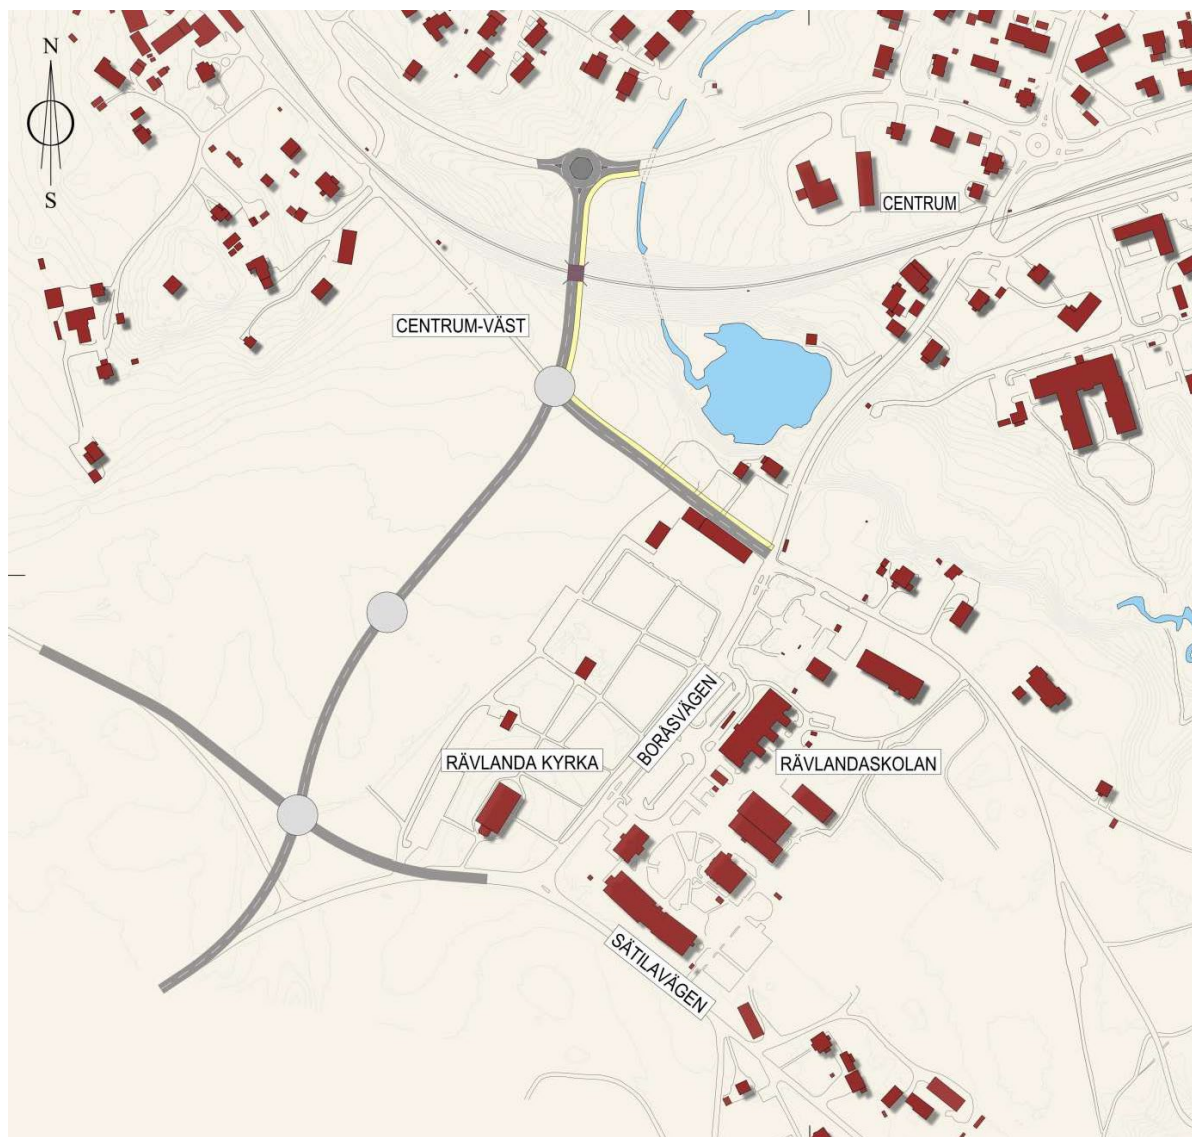 N
S
CENTRUM
CENTRUM-VÄST
BORÅSVÄGEN
RÄVLANDA KYRKA
RÄVLANDASKOLAN
SÄTILAVÄGEN